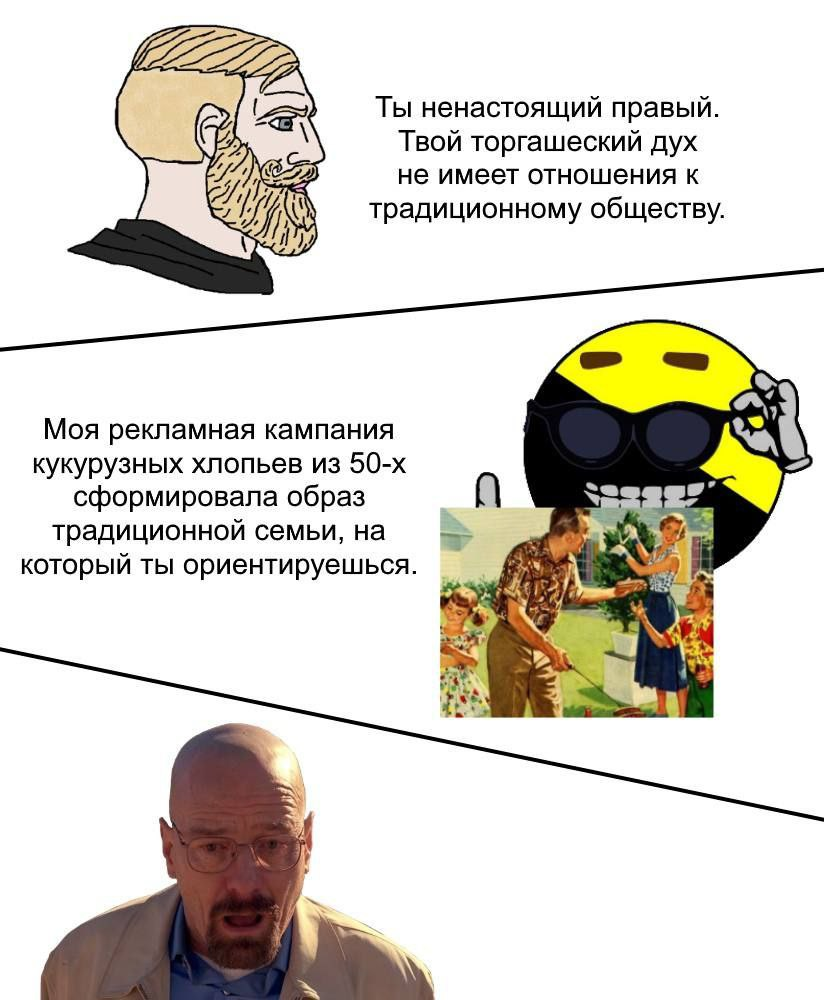 Ты ненастоящий правый.
Твой торгашеский дух
не имеет отношения к
традиционному обществу.
Моя рекламная кампания
кукурузных хлопьев из 50-х
сформировала образ
традиционной семьи, на
который ты ориентируешься.